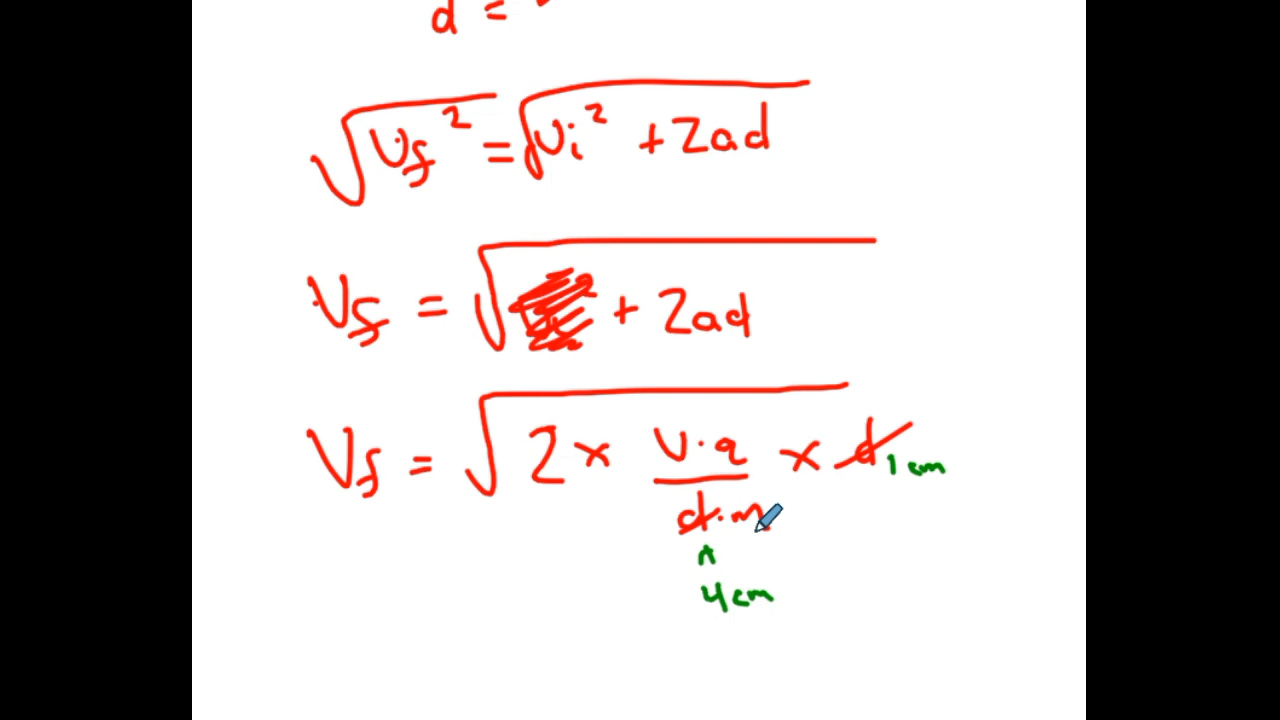 d =
√Vf² = √Vi² + 2ad
Vf = √ + 2ad
Vf = √2 x V·q x d 1cm
d·m
4cm